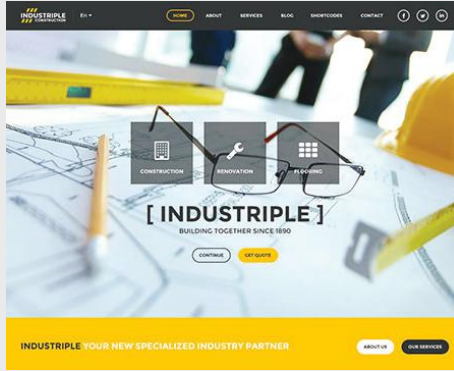 INDUSTRIPLE
CONSTRUCTION
En
HOME ABOUT SERVICES BLOG SHORTCODES CONTACT
CONSTRUCTION RENOVATION FLOORING
[ INDUSTRIPLE ]
BUILDING TOGETHER SINCE 1890
CONTINUE GET QUOTE
INDUSTRIPLE YOUR NEW SPECIALIZED INDUSTRY PARTNER
ABOUT US OUR SERVICES